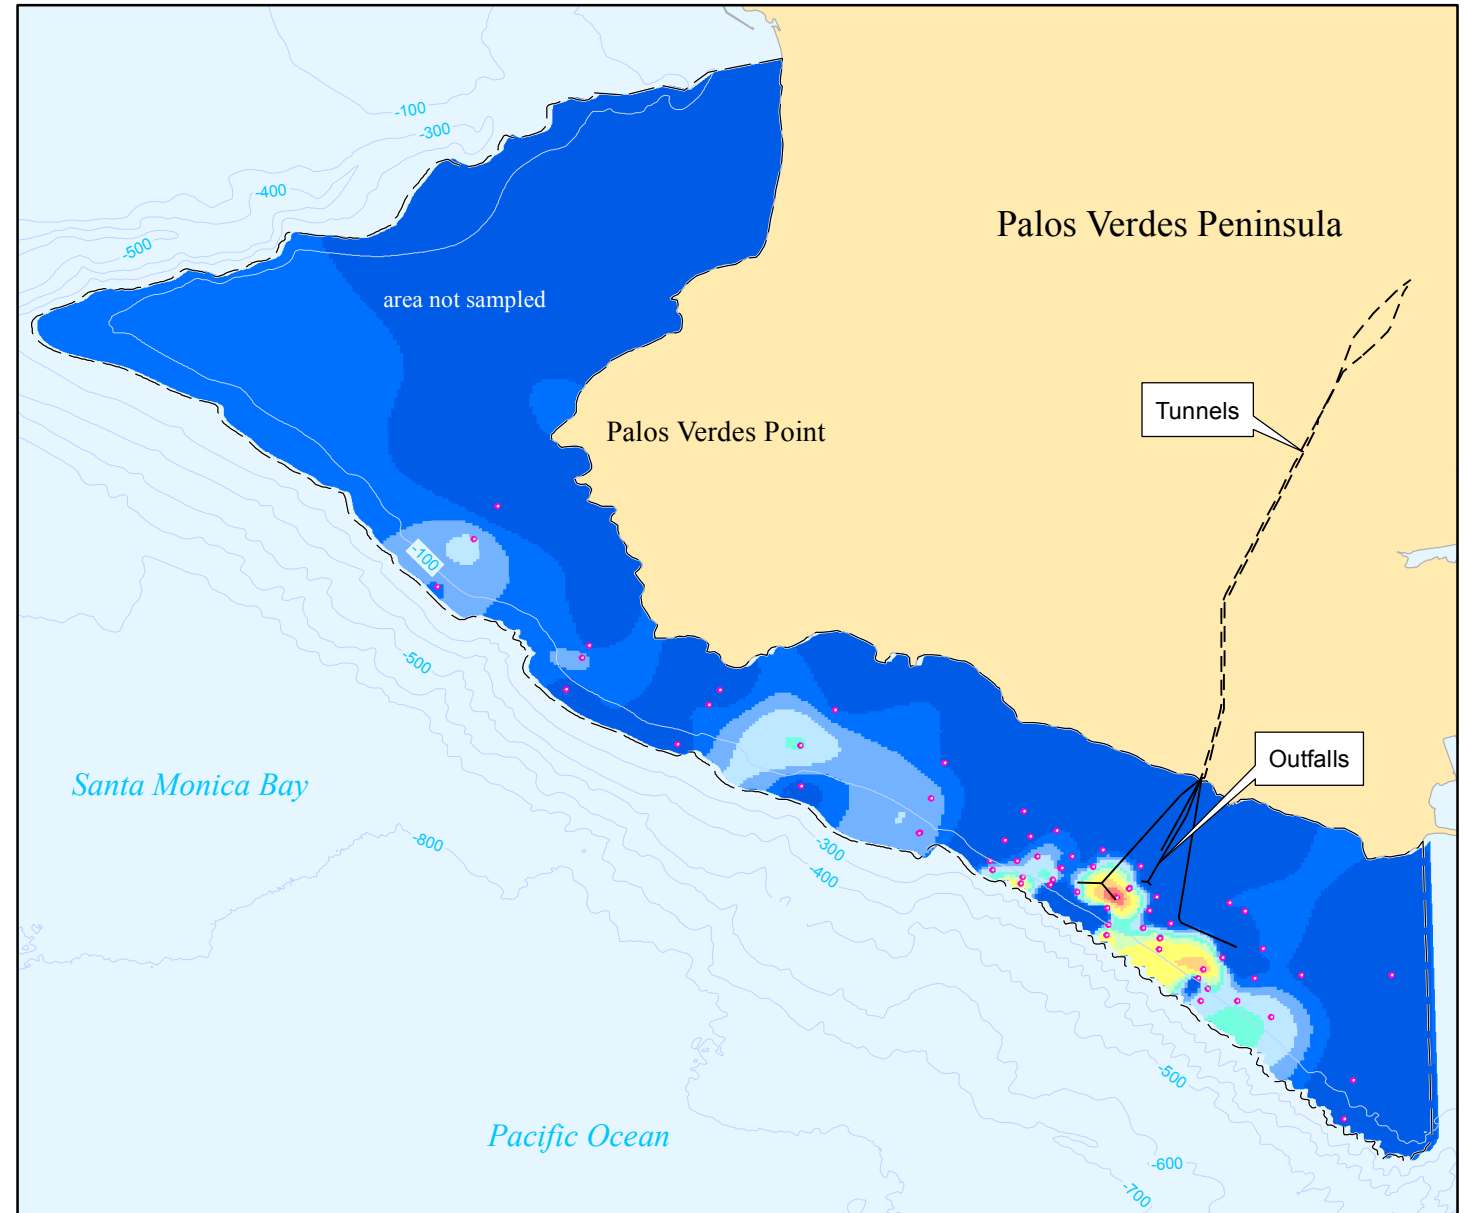 -100
-300
-400
Palos Verdes Peninsula
-500
area not sampled
Tunnels
Palos Verdes Point
-100
-500
Outfalls
Santa Monica Bay
-800
-300
-400
-500
Pacific Ocean
-600
-700